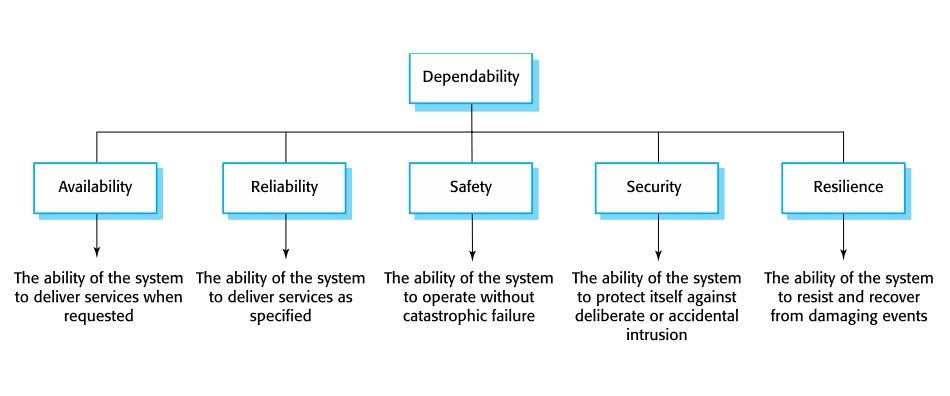 Dependability
Availability
Reliability
Safety
Security
Resilience
The ability of the system
to deliver services when
requested
The ability of the system
to deliver services as
specified
The ability of the system
to operate without
catastrophic failure
The ability of the system
to protect itself against
deliberate or accidental
intrusion
The ability of the system
to resist and recover
from damaging events